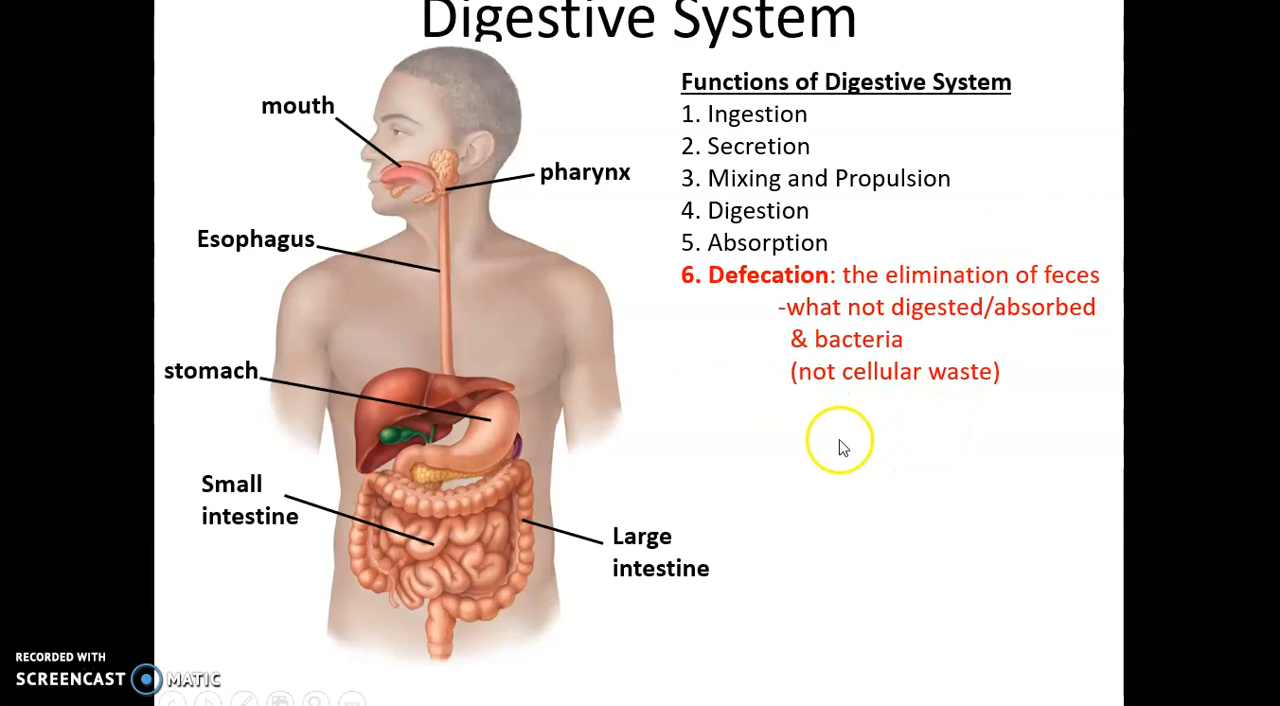 Digestive System
mouth
pharynx
Esophagus
stomach
Small
intestine
Large
intestine
Functions of Digestive System
1. Ingestion
2. Secretion
3. Mixing and Propulsion
4. Digestion
5. Absorption
6. Defecation: the elimination of feces
-what not digested/absorbed
& bacteria
(not cellular waste)
RECORDED WITH
SCREENCAST MATIC